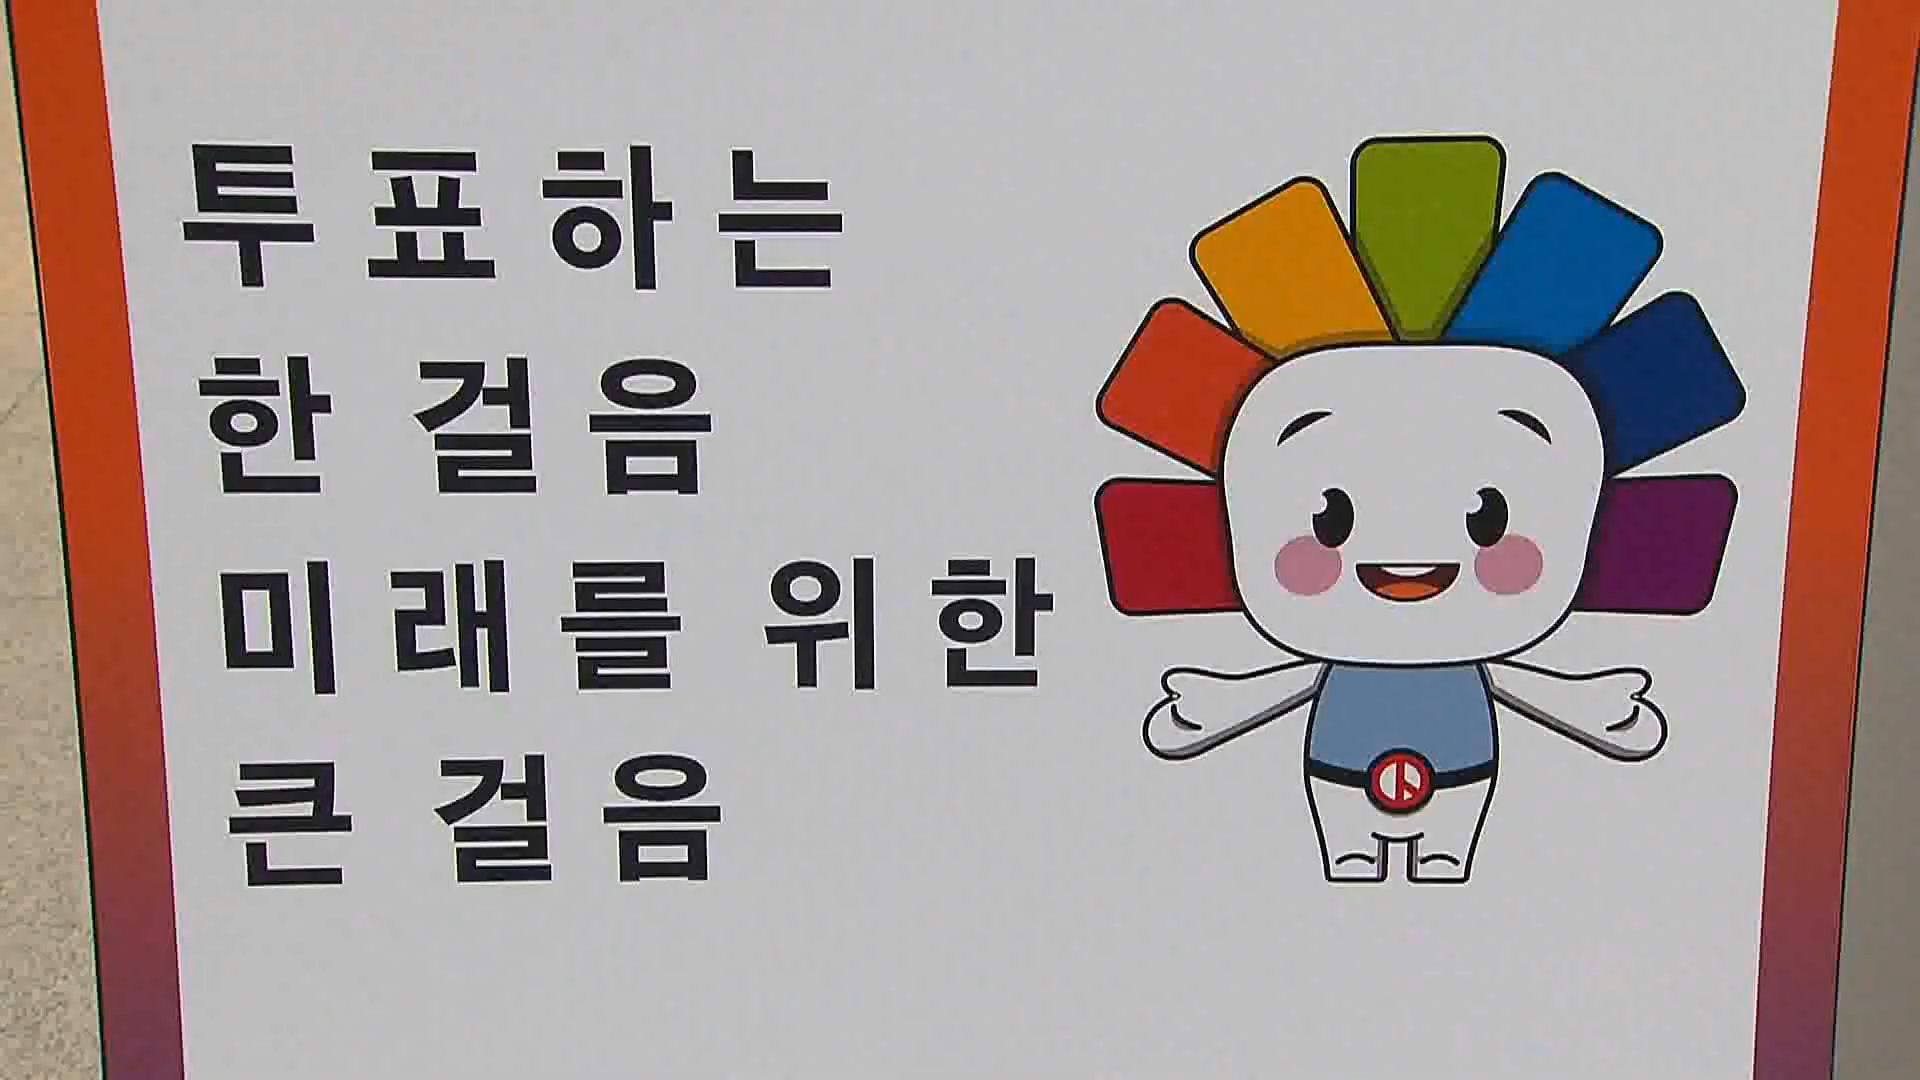 투표하는
한 걸음
미래를 위한
큰 걸음